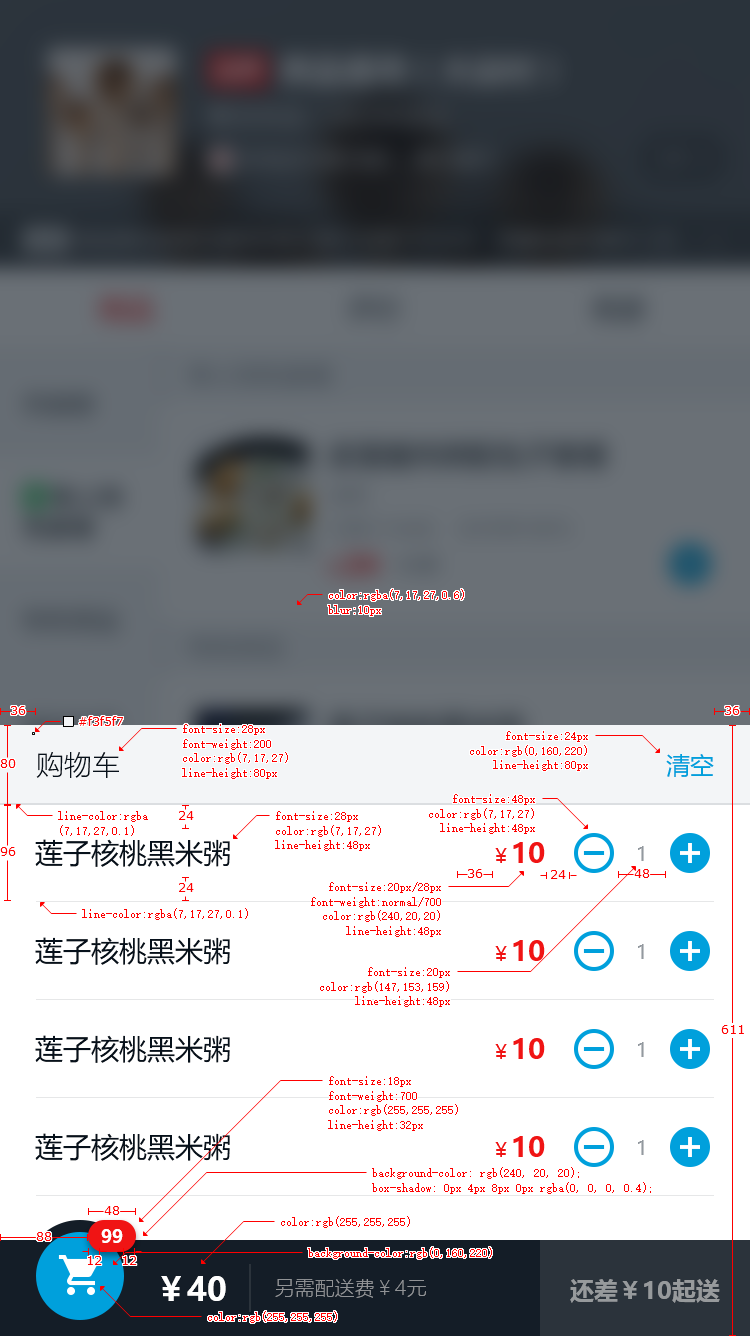 color:rgba(7,17,27,0.6)
blur:10px
36
#f3f5f7
36
80
购物车
font-size:28px
font-weight:200
color:rgb(7,17,27)
line-height:80px
font-size:24px
color:rgb(0,160,220)
line-height:80px
清空
line-color:rgba
(7,17,27,0.1)
24
font-size:28px
color:rgb(7,17,27)
line-height:48px
font-size:48px
color:rgb(7,17,27)
line-height:48px
96
莲子核桃黑米粥
¥10
1
36
24
48
24
font-size:20px/28px
font-weight:normal/700
color:rgb(240,20,20)
line-height:48px
line-color:rgba(7,17,27,0.1)
莲子核桃黑米粥
¥10
1
font-size:20px
color:rgb(147,153,159)
line-height:48px
611
莲子核桃黑米粥
¥10
1
font-size:18px
font-weight:700
color:rgb(255,255,255)
line-height:32px
莲子核桃黑米粥
¥10
1
background-color: rgb(240, 20, 20);
box-shadow: 0px 4px 8px 0px rgba(0, 0, 0, 0.4);
48
88
99
color:rgb(255,255,255)
12
12
background-color:rgb(0,160,220)
¥40
另需配送费¥4元
还差¥10起送
color:rgb(255,255,255)